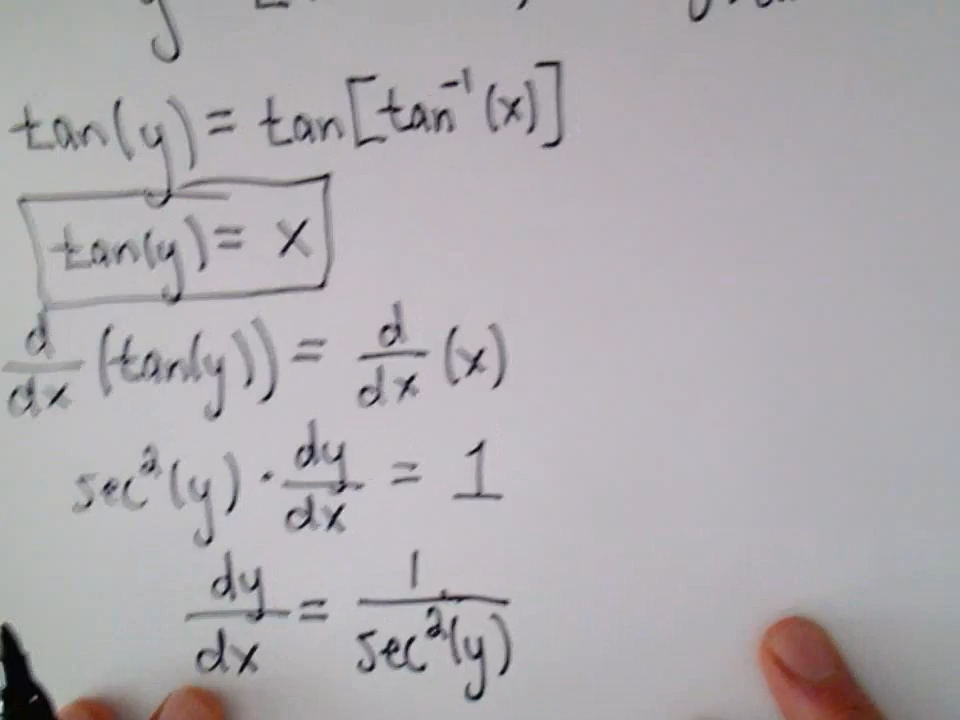 tan(y) = tan[tan⁻¹(x)]
tan(y) = x
d/dx (tan(y)) = d/dx (x)
sec²(y) · dy/dx = 1
dy/dx = 1/sec²(y)